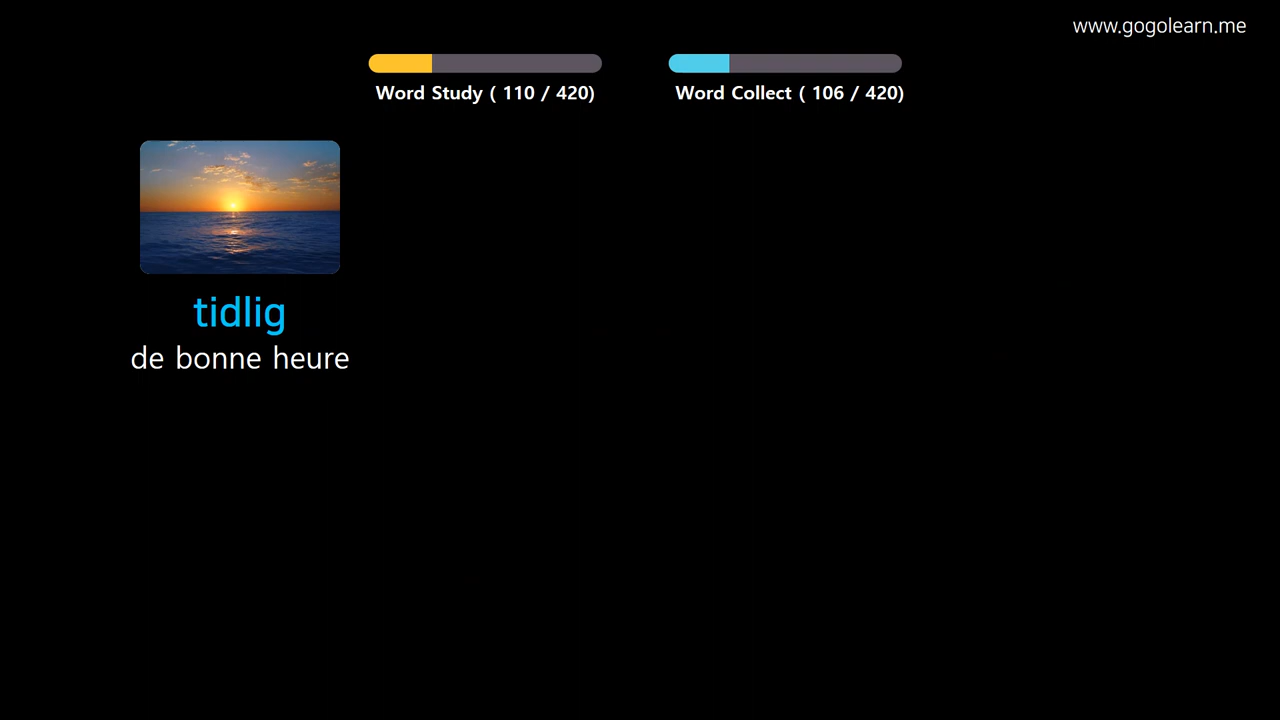 www.gogolearn.me
Word Study ( 110 / 420)
Word Collect ( 106 / 420)
tidlig
de bonne heure